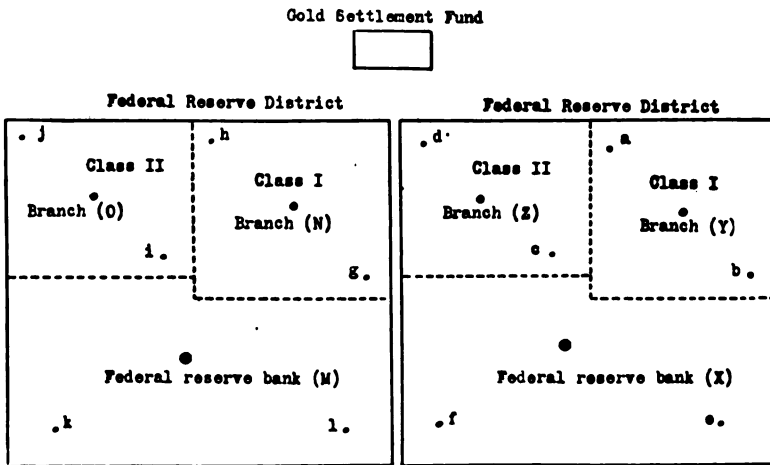 Gold Settlement Fund
Federal Reserve District
Federal Reserve District
j
h
d
a
Class II
Class I
Class II
Class I
Branch (O)
Branch (N)
Branch (Z)
Branch (Y)
i
g
c
b
Federal reserve bank (M)
Federal reserve bank (X)
k
l
f
e